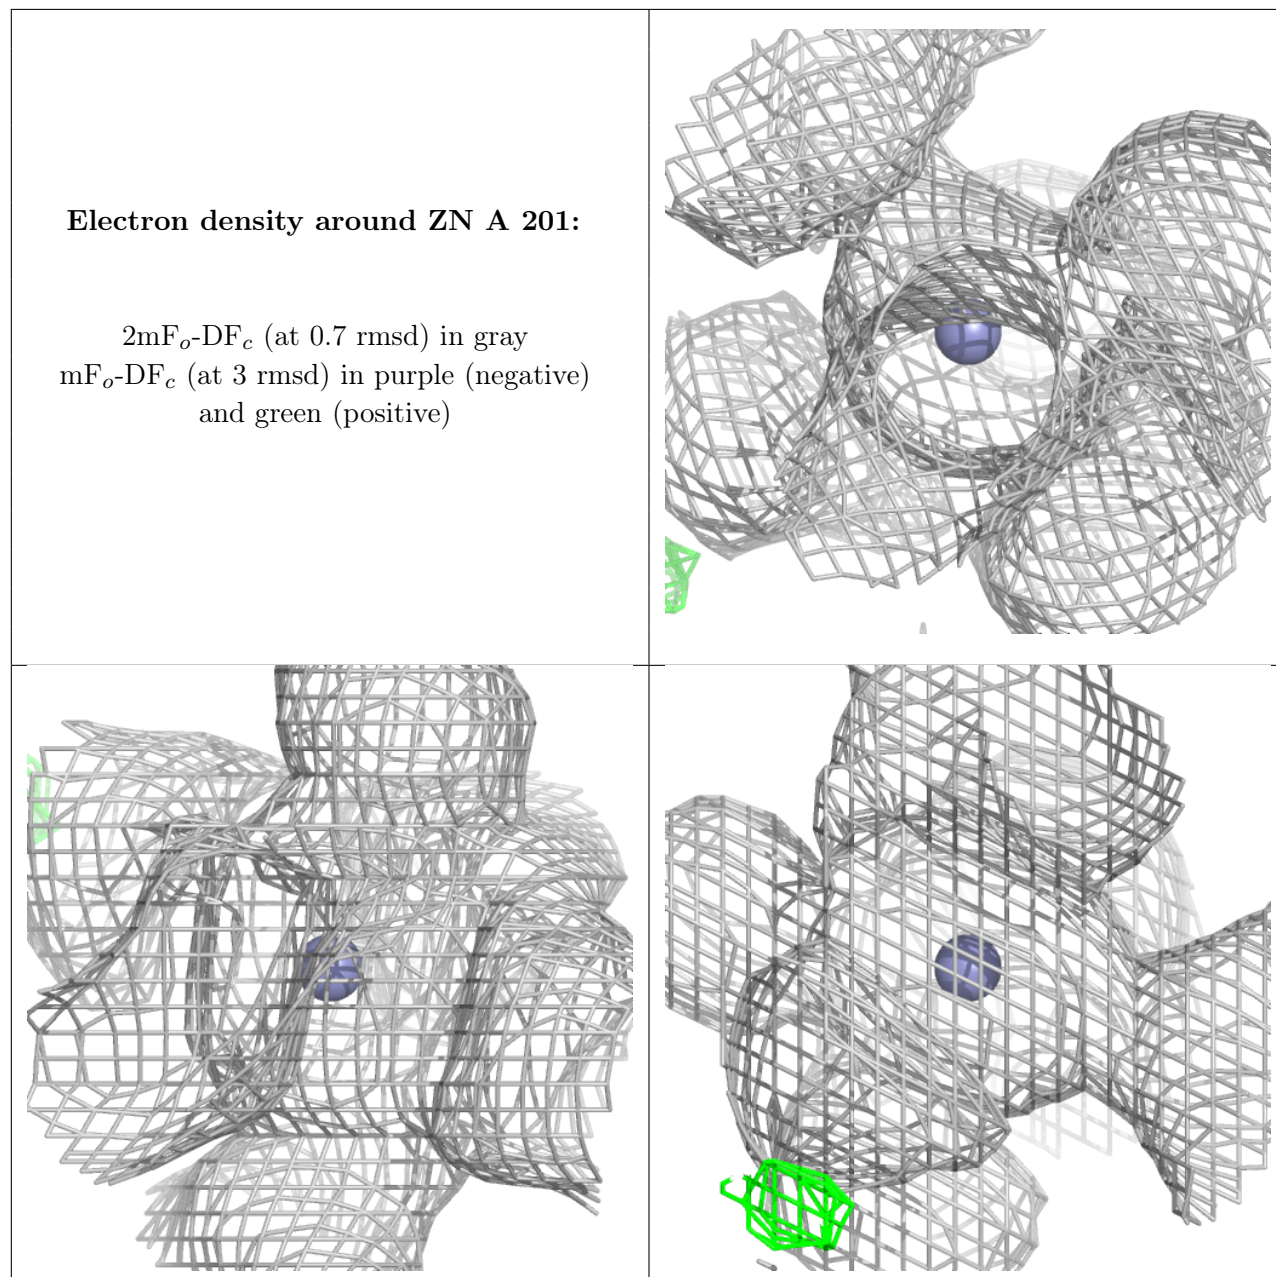 Electron density around ZN A 201:
2mFo-DFc (at 0.7 rmsd) in gray
mFo-DFc (at 3 rmsd) in purple (negative)
and green (positive)